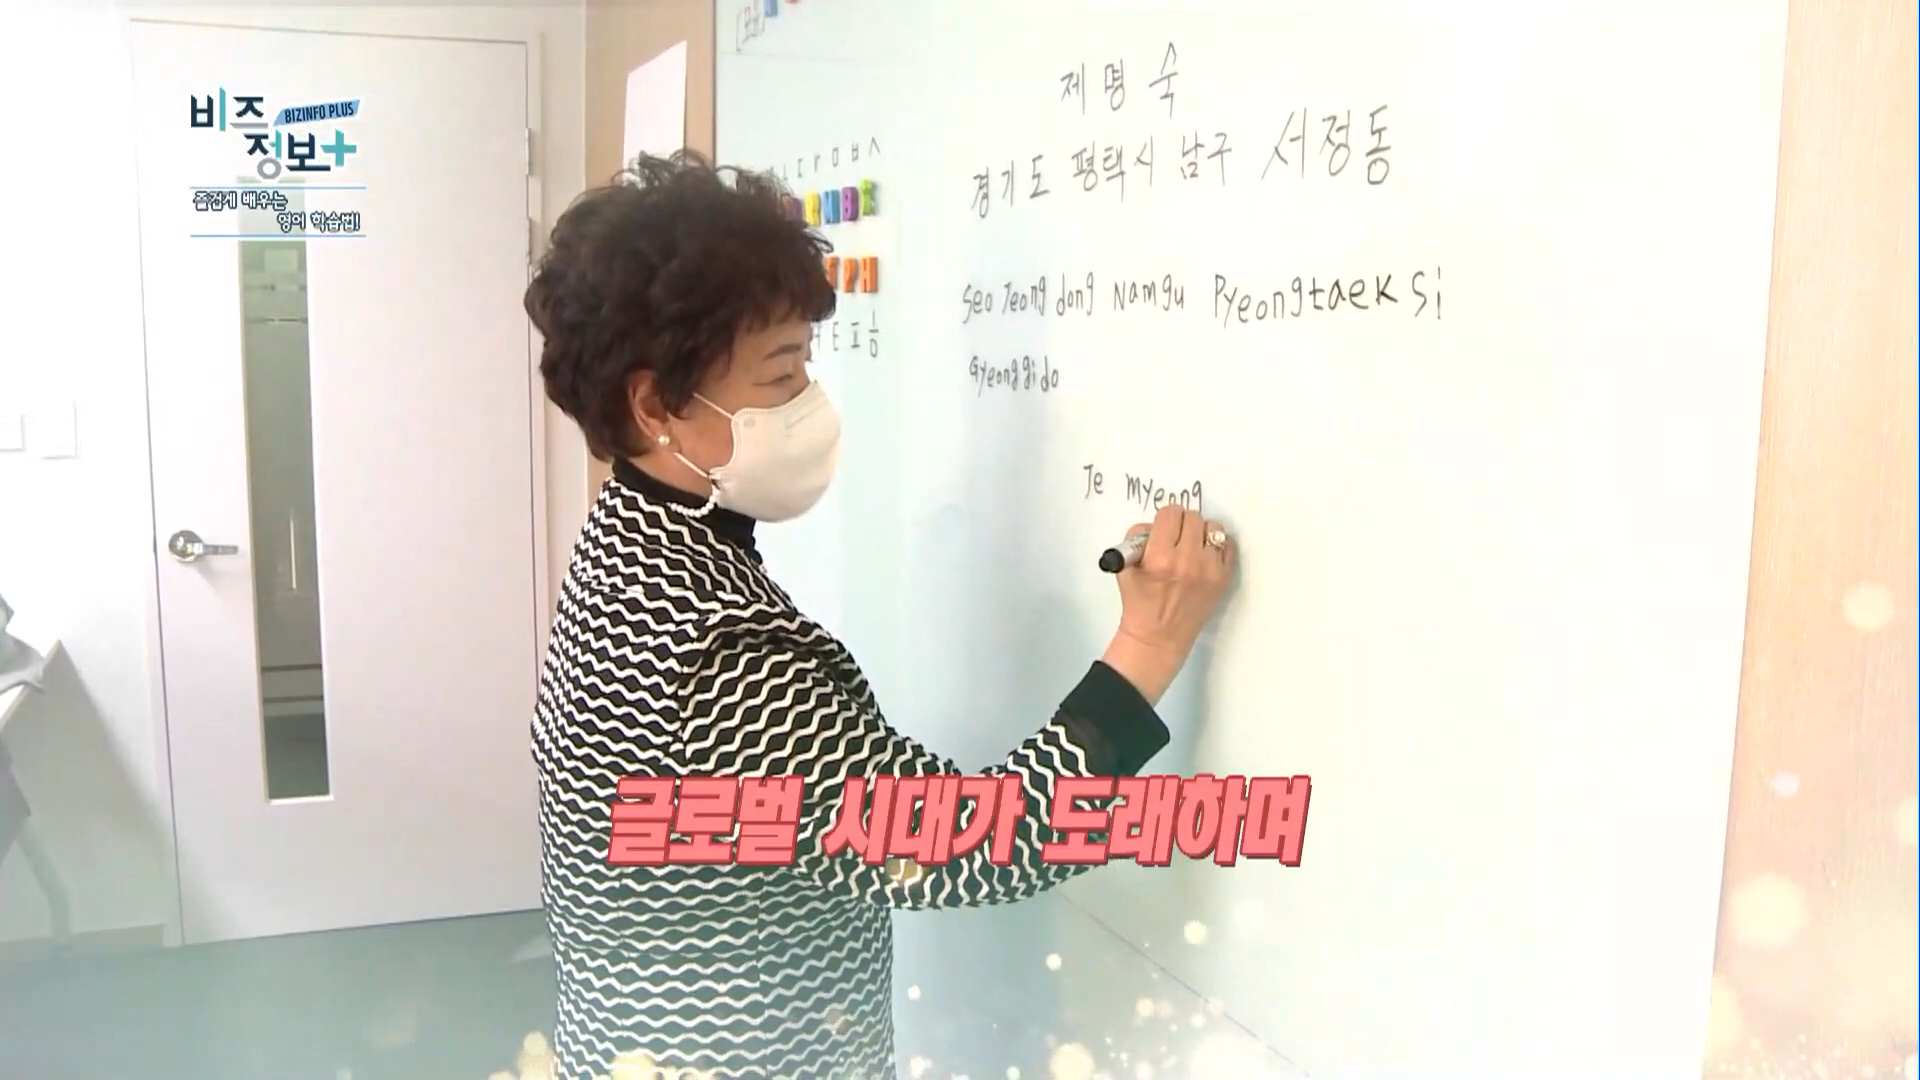 비즈 BIZINFO PLUS
정보+
즐겁게 배우는
영어 학습법!
제 명 숙
경기도 평택시 남구 서정동
Seo Jeong dong Namgu Pyeongtaek Si
Gyeonggi do
Je Myeong
글로벌 시대가 도래하며